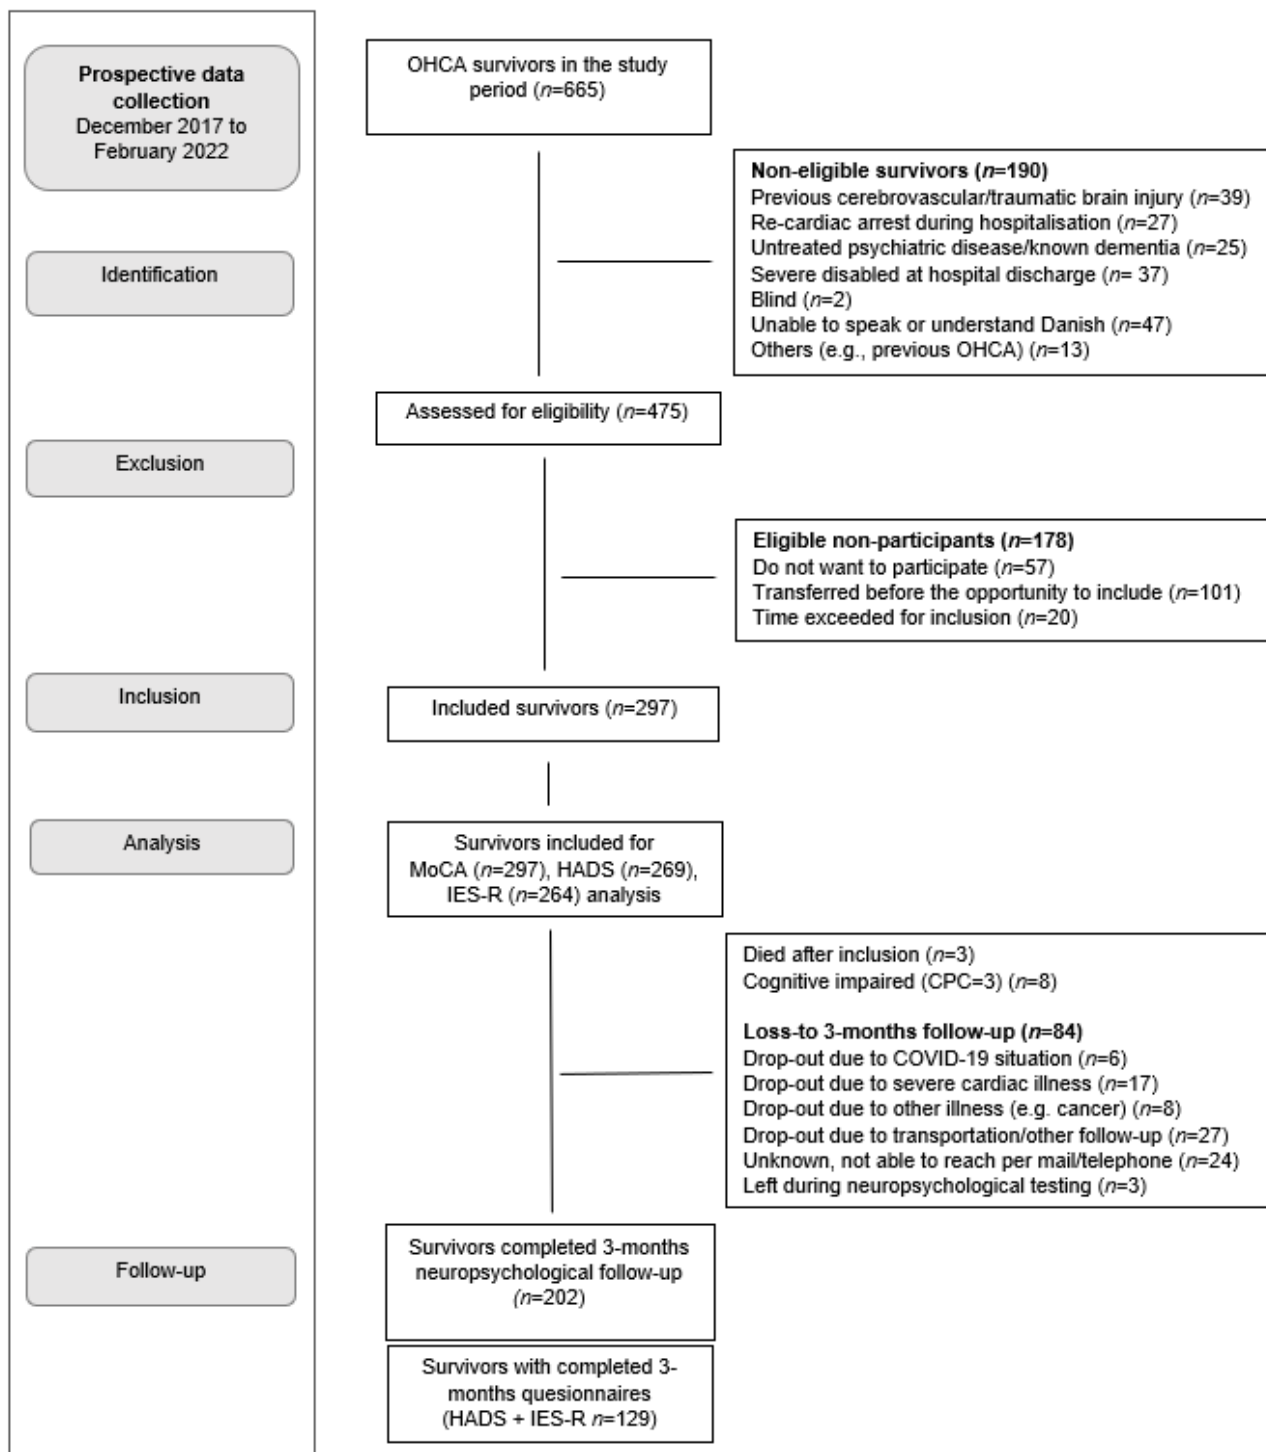 Prospective data
collection
December 2017 to
February 2022
OHCA survivors in the study
period (n=665)
Non-eligible survivors (n=190)
Previous cerebrovascular/traumatic brain injury (n=39)
Re-cardiac arrest during hospitalisation (n=27)
Untreated psychiatric disease/known dementia (n=25)
Severe disabled at hospital discharge (n= 37)
Blind (n=2)
Unable to speak or understand Danish (n=47)
Others (e.g., previous OHCA) (n=13)
Identification
Assessed for eligibility (n=475)
Exclusion
Eligible non-participants (n=178)
Do not want to participate (n=57)
Transferred before the opportunity to include (n=101)
Time exceeded for inclusion (n=20)
Inclusion
Included survivors (n=297)
Analysis
Survivors included for
MoCA (n=297), HADS (n=269),
IES-R (n=264) analysis
Died after inclusion (n=3)
Cognitive impaired (CPC=3) (n=8)
Loss-to 3-months follow-up (n=84)
Drop-out due to COVID-19 situation (n=6)
Drop-out due to severe cardiac illness (n=17)
Drop-out due to other illness (e.g. cancer) (n=8)
Drop-out due to transportation/other follow-up (n=27)
Unknown, not able to reach per mail/telephone (n=24)
Left during neuropsychological testing (n=3)
Follow-up
Survivors completed 3-months
neuropsychological follow-up
(n=202)
Survivors with completed 3-
months quesionnaires
(HADS + IES-R n=129)